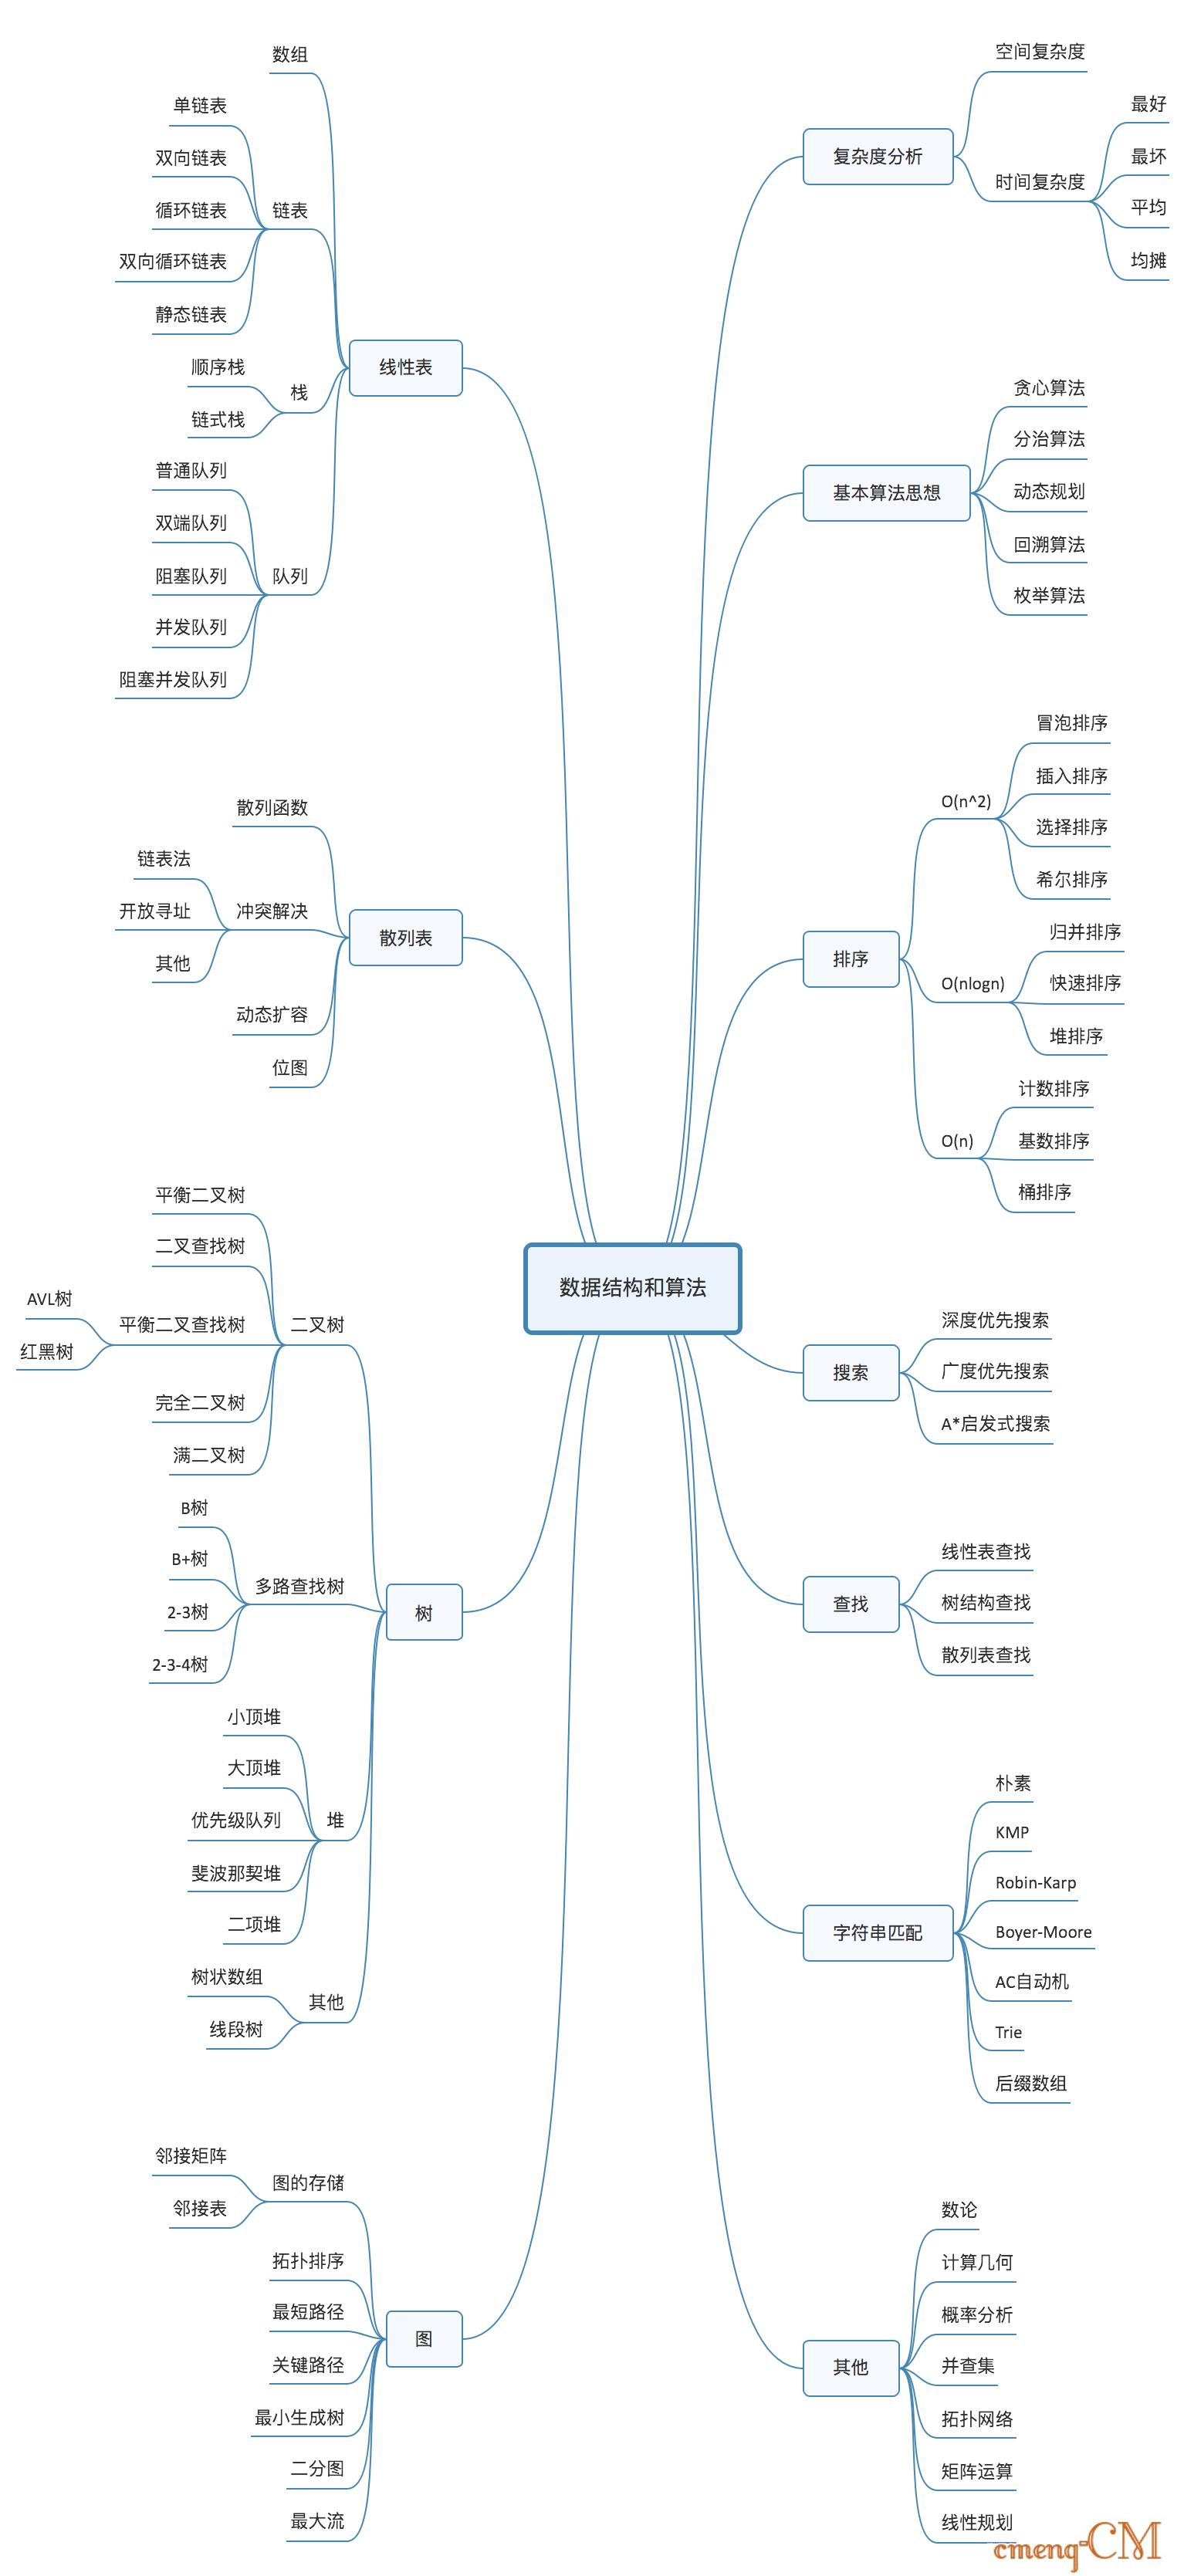 数据结构和算法
线性表
数组
链表
单链表
双向链表
循环链表
双向循环链表
静态链表
栈
顺序栈
链式栈
队列
普通队列
双端队列
阻塞队列
并发队列
阻塞并发队列
散列表
散列函数
冲突解决
链表法
开放寻址
其他
动态扩容
位图
树
二叉树
平衡二叉树
二叉查找树
平衡二叉查找树
AVL树
红黑树
完全二叉树
满二叉树
多路查找树
B树
B+树
2-3树
2-3-4树
堆
小顶堆
大顶堆
优先级队列
斐波那契堆
二项堆
其他
树状数组
线段树
图
图的存储
邻接矩阵
邻接表
拓扑排序
最短路径
关键路径
最小生成树
二分图
最大流
复杂度分析
空间复杂度
时间复杂度
最好
最坏
平均
均摊
基本算法思想
贪心算法
分治算法
动态规划
回溯算法
枚举算法
排序
O(n^2)
冒泡排序
插入排序
选择排序
希尔排序
O(nlogn)
归并排序
快速排序
堆排序
O(n)
计数排序
基数排序
桶排序
搜索
深度优先搜索
广度优先搜索
A*启发式搜索
查找
线性表查找
树结构查找
散列表查找
字符串匹配
朴素
KMP
Robin-Karp
Boyer-Moore
AC自动机
Trie
后缀数组
其他
数论
计算几何
概率分析
并查集
拓扑网络
矩阵运算
线性规划
cmenq-CM